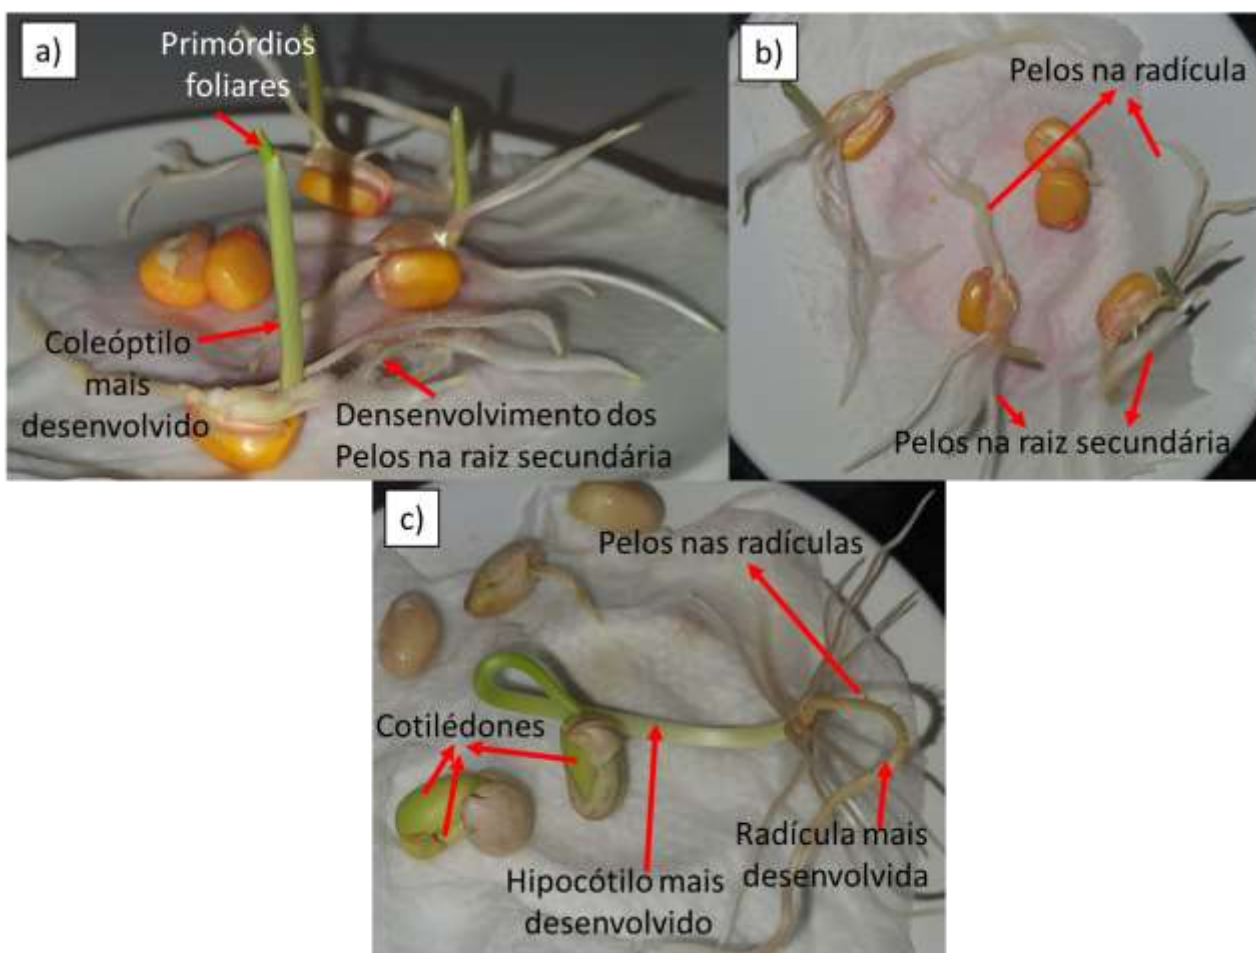 a)
Primórdios
foliares
Coleóptilo
mais
desenvolvido
Densenvolvimento dos
Pelos na raiz secundária
b)
Pelos na radícula
Pelos na raiz secundária
c)
Pelos nas radículas
Cotilédones
Hipocótilo mais
desenvolvido
Radícula mais
desenvolvida